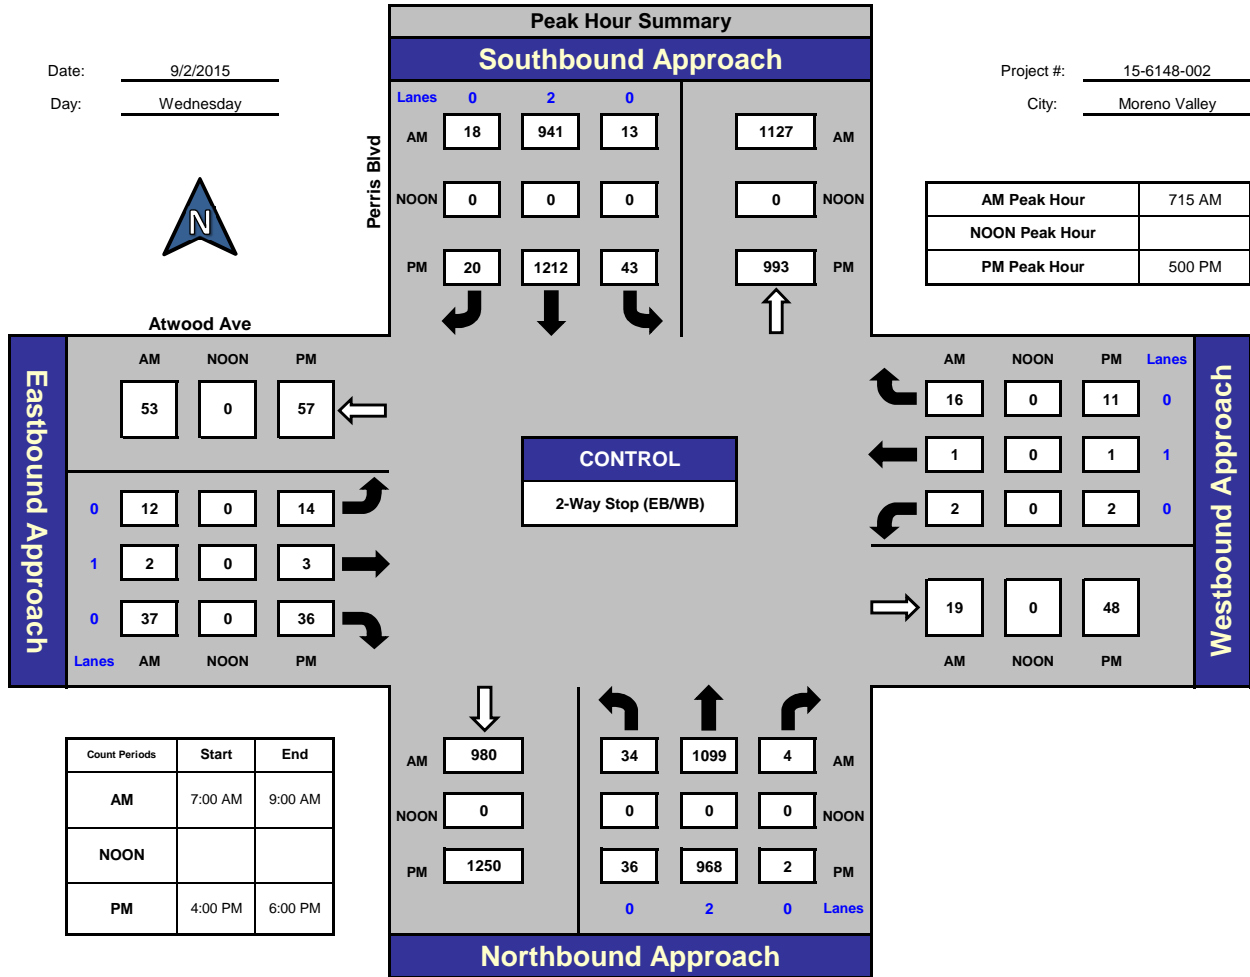 Peak Hour Summary
Southbound Approach
Date: 9/2/2015
Day: Wednesday
Project #: 15-6148-002
City: Moreno Valley
N
Perris Blvd
Lanes 0 2 0
AM 18 941 13 1127 AM
NOON 0 0 0 0 NOON
PM 20 1212 43 993 PM
AM Peak Hour 715 AM
NOON Peak Hour
PM Peak Hour 500 PM
Atwood Ave
Eastbound Approach
AM NOON PM
53 0 57
0 12 0 14
1 2 0 3
0 37 0 36
Lanes AM NOON PM
CONTROL
2-Way Stop (EB/WB)
AM NOON PM Lanes
16 0 11 0
1 0 1 1
2 0 2 0
19 0 48
AM NOON PM
Westbound Approach
Count Periods Start End
AM 7:00 AM 9:00 AM
NOON
PM 4:00 PM 6:00 PM
AM 980 34 1099 4 AM
NOON 0 0 0 0 NOON
PM 1250 36 968 2 PM
0 2 0 Lanes
Northbound Approach